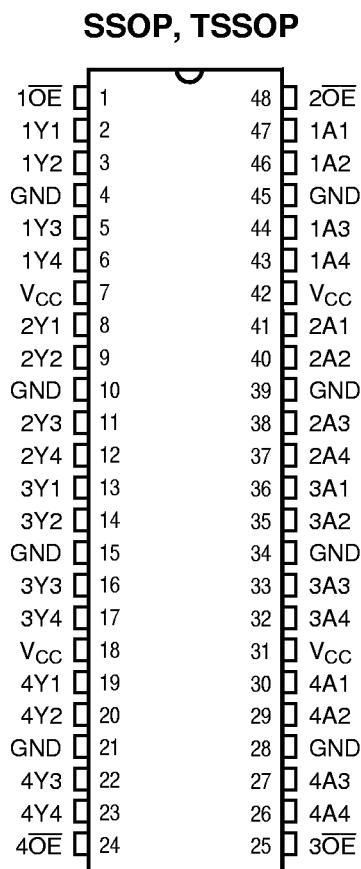 SSOP, TSSOP
1O̅E̅ 1 48 2O̅E̅
1Y1 2 47 1A1
1Y2 3 46 1A2
GND 4 45 GND
1Y3 5 44 1A3
1Y4 6 43 1A4
VCC 7 42 VCC
2Y1 8 41 2A1
2Y2 9 40 2A2
GND 10 39 GND
2Y3 11 38 2A3
2Y4 12 37 2A4
3Y1 13 36 3A1
3Y2 14 35 3A2
GND 15 34 GND
3Y3 16 33 3A3
3Y4 17 32 3A4
VCC 18 31 VCC
4Y1 19 30 4A1
4Y2 20 29 4A2
GND 21 28 GND
4Y3 22 27 4A3
4Y4 23 26 4A4
4O̅E̅ 24 25 3O̅E̅